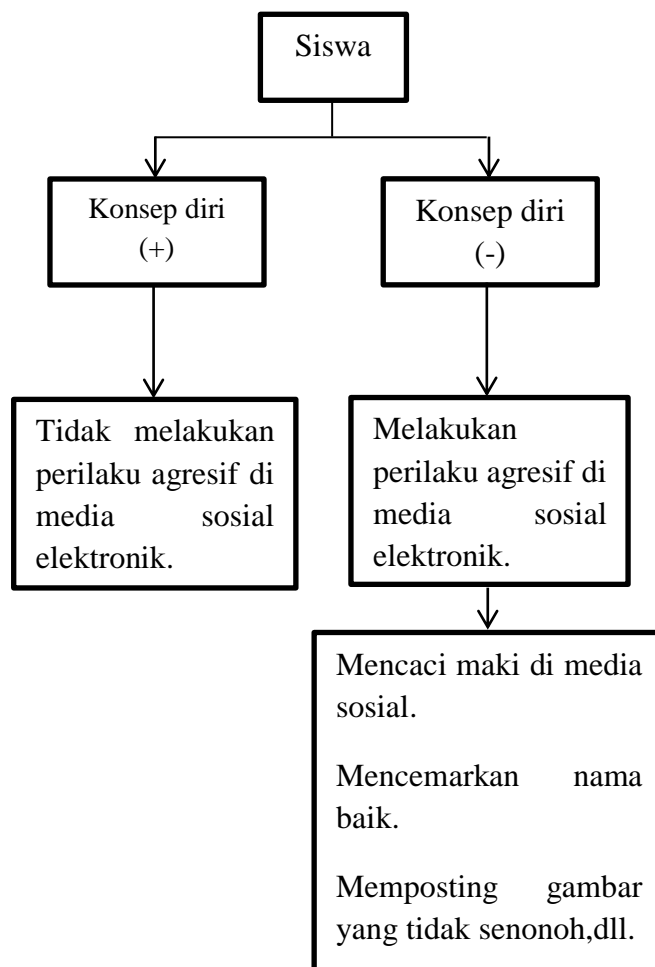 Siswa
Konsep diri
(+)
Konsep diri
(-)
Tidak melakukan
perilaku agresif di
media sosial
elektronik.
Melakukan
perilaku agresif di
media sosial
elektronik.
Mencaci maki di media
sosial.
Mencemarkan nama
baik.
Memposting gambar
yang tidak senonoh,dll.